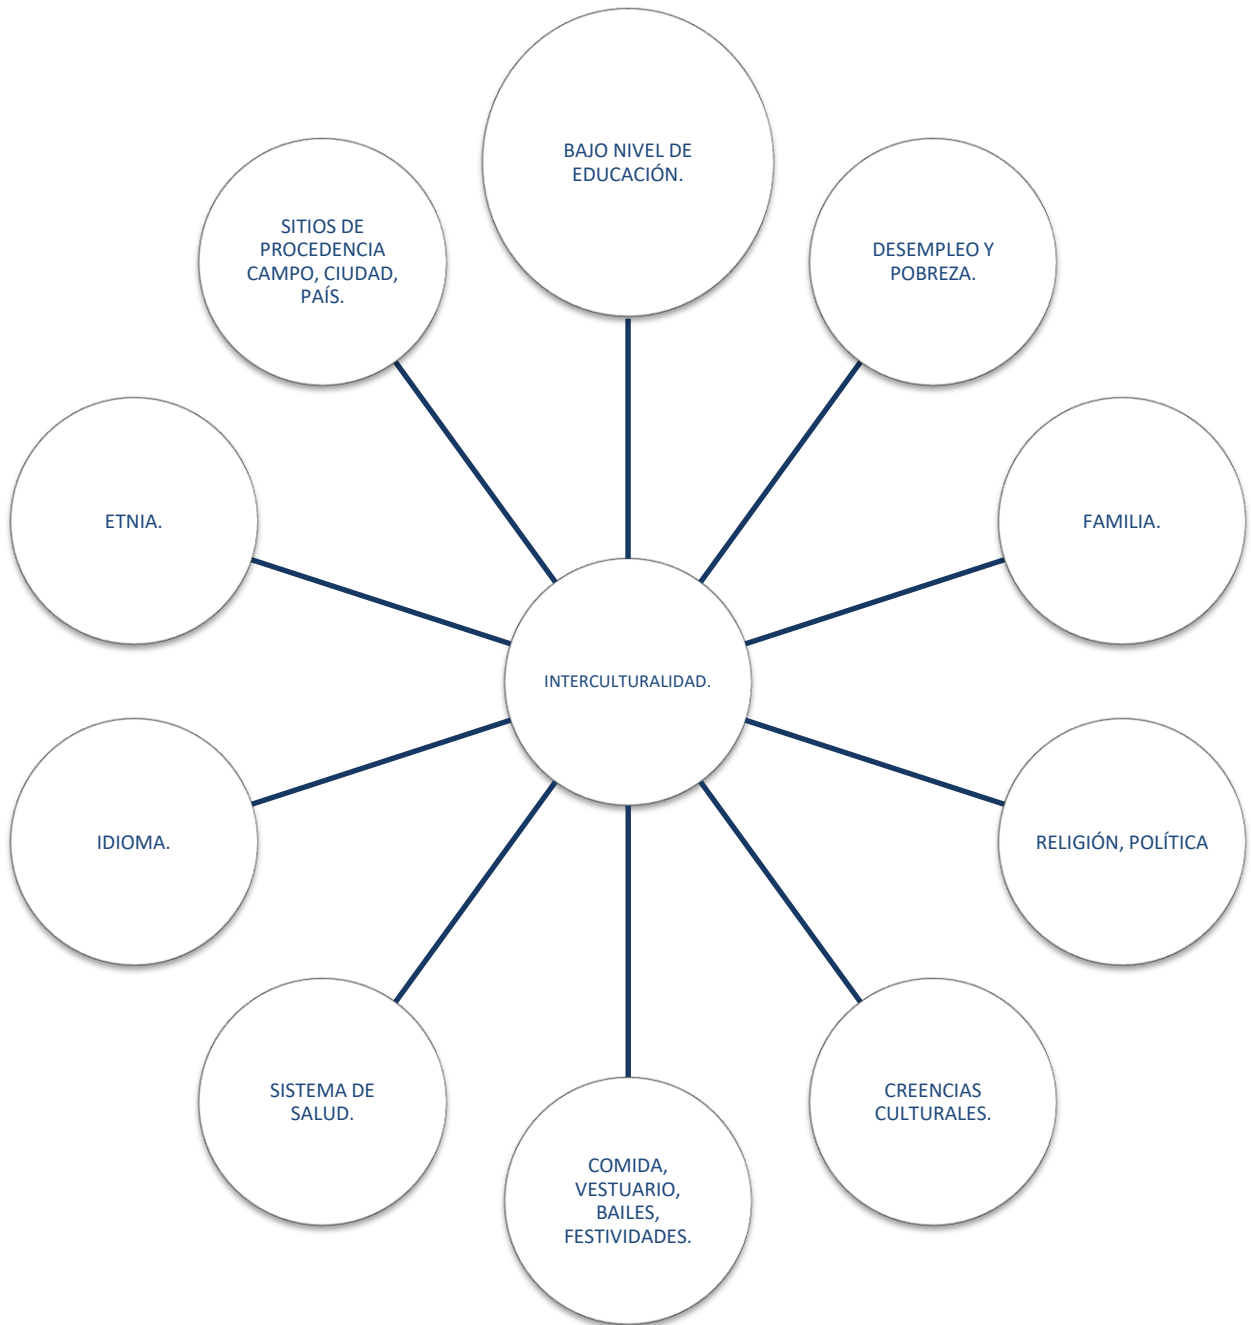 BAJO NIVEL DE
EDUCACIÓN.
DESEMPLEO Y
POBREZA.
FAMILIA.
RELIGIÓN, POLÍTICA
CREENCIAS
CULTURALES.
COMIDA,
VESTUARIO,
BAILES,
FESTIVIDADES.
SISTEMA DE
SALUD.
IDIOMA.
ETNIA.
SITIOS DE
PROCEDENCIA
CAMPO, CIUDAD,
PAÍS.
INTERCULTURALIDAD.